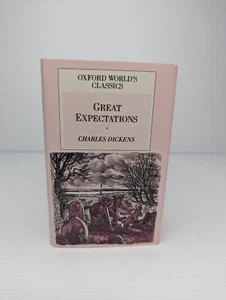 OXFORD WORLD'S
CLASSICS
GREAT
EXPECTATIONS
CHARLES DICKENS